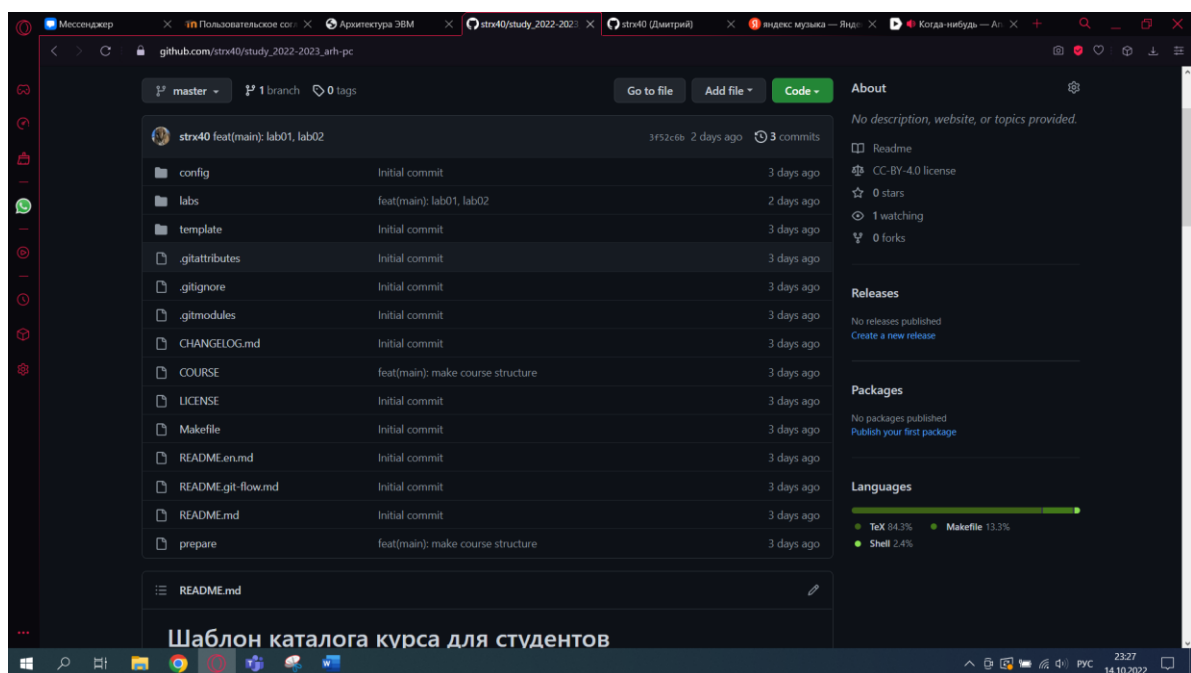 Мессенджер
Пользовательское согл
Архитектура ЭВМ
strx40/study_2022-2023
strx40 (Дмитрий)
яндекс музыка — Янде
Когда-нибудь — Ап
github.com/strx40/study_2022-2023_arh-pc
master
1 branch
0 tags
Go to file
Add file
Code
strx40 feat(main): lab01, lab02
3f52c6b 2 days ago
3 commits
config Initial commit 3 days ago
labs feat(main): lab01, lab02 2 days ago
template Initial commit 3 days ago
.gitattributes Initial commit 3 days ago
.gitignore Initial commit 3 days ago
.gitmodules Initial commit 3 days ago
CHANGELOG.md Initial commit 3 days ago
COURSE feat(main): make course structure 3 days ago
LICENSE Initial commit 3 days ago
Makefile Initial commit 3 days ago
README.en.md Initial commit 3 days ago
README.git-flow.md Initial commit 3 days ago
README.md Initial commit 3 days ago
prepare feat(main): make course structure 3 days ago
README.md
Шаблон каталога курса для студентов
About
No description, website, or topics provided.
Readme
CC-BY-4.0 license
0 stars
1 watching
0 forks
Releases
No releases published
Create a new release
Packages
No packages published
Publish your first package
Languages
TeX 84.3%
Makefile 13.3%
Shell 2.4%
РУС
23:27
14.10.2022